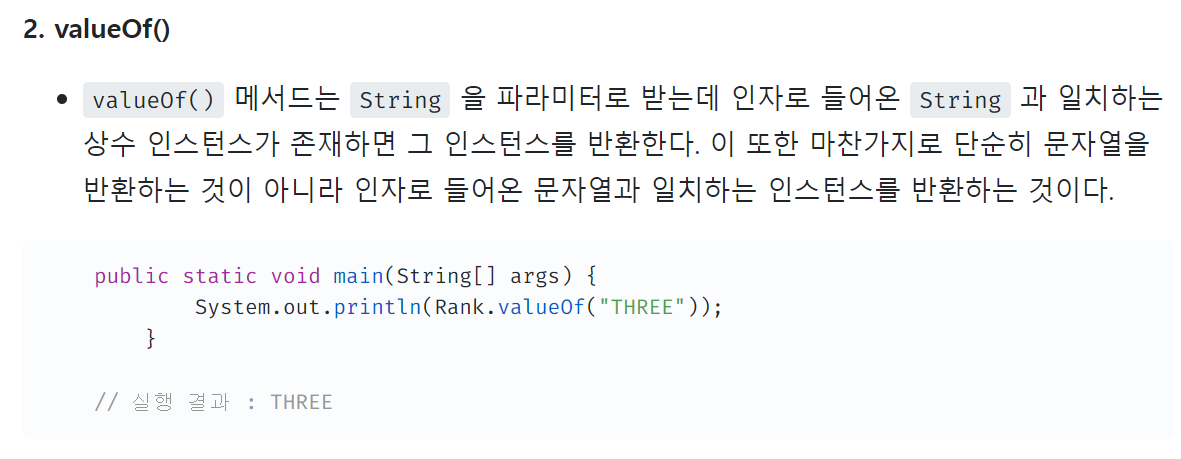 2. valueOf()
• valueOf() 메서드는 String 을 파라미터로 받는데 인자로 들어온 String 과 일치하는
상수 인스턴스가 존재하면 그 인스턴스를 반환한다. 이 또한 마찬가지로 단순히 문자열을
반환하는 것이 아니라 인자로 들어온 문자열과 일치하는 인스턴스를 반환하는 것이다.
public static void main(String[] args) {
System.out.println(Rank.valueOf("THREE"));
}
// 실행 결과 : THREE